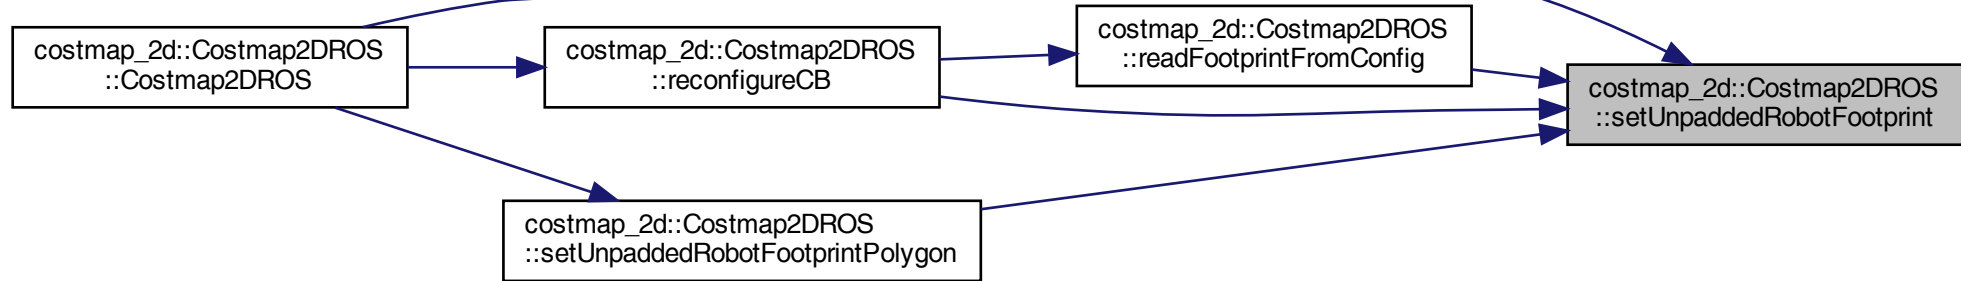 costmap_2d::Costmap2DROS
::Costmap2DROS
costmap_2d::Costmap2DROS
::reconfigureCB
costmap_2d::Costmap2DROS
::readFootprintFromConfig
costmap_2d::Costmap2DROS
::setUnpaddedRobotFootprint
costmap_2d::Costmap2DROS
::setUnpaddedRobotFootprintPolygon